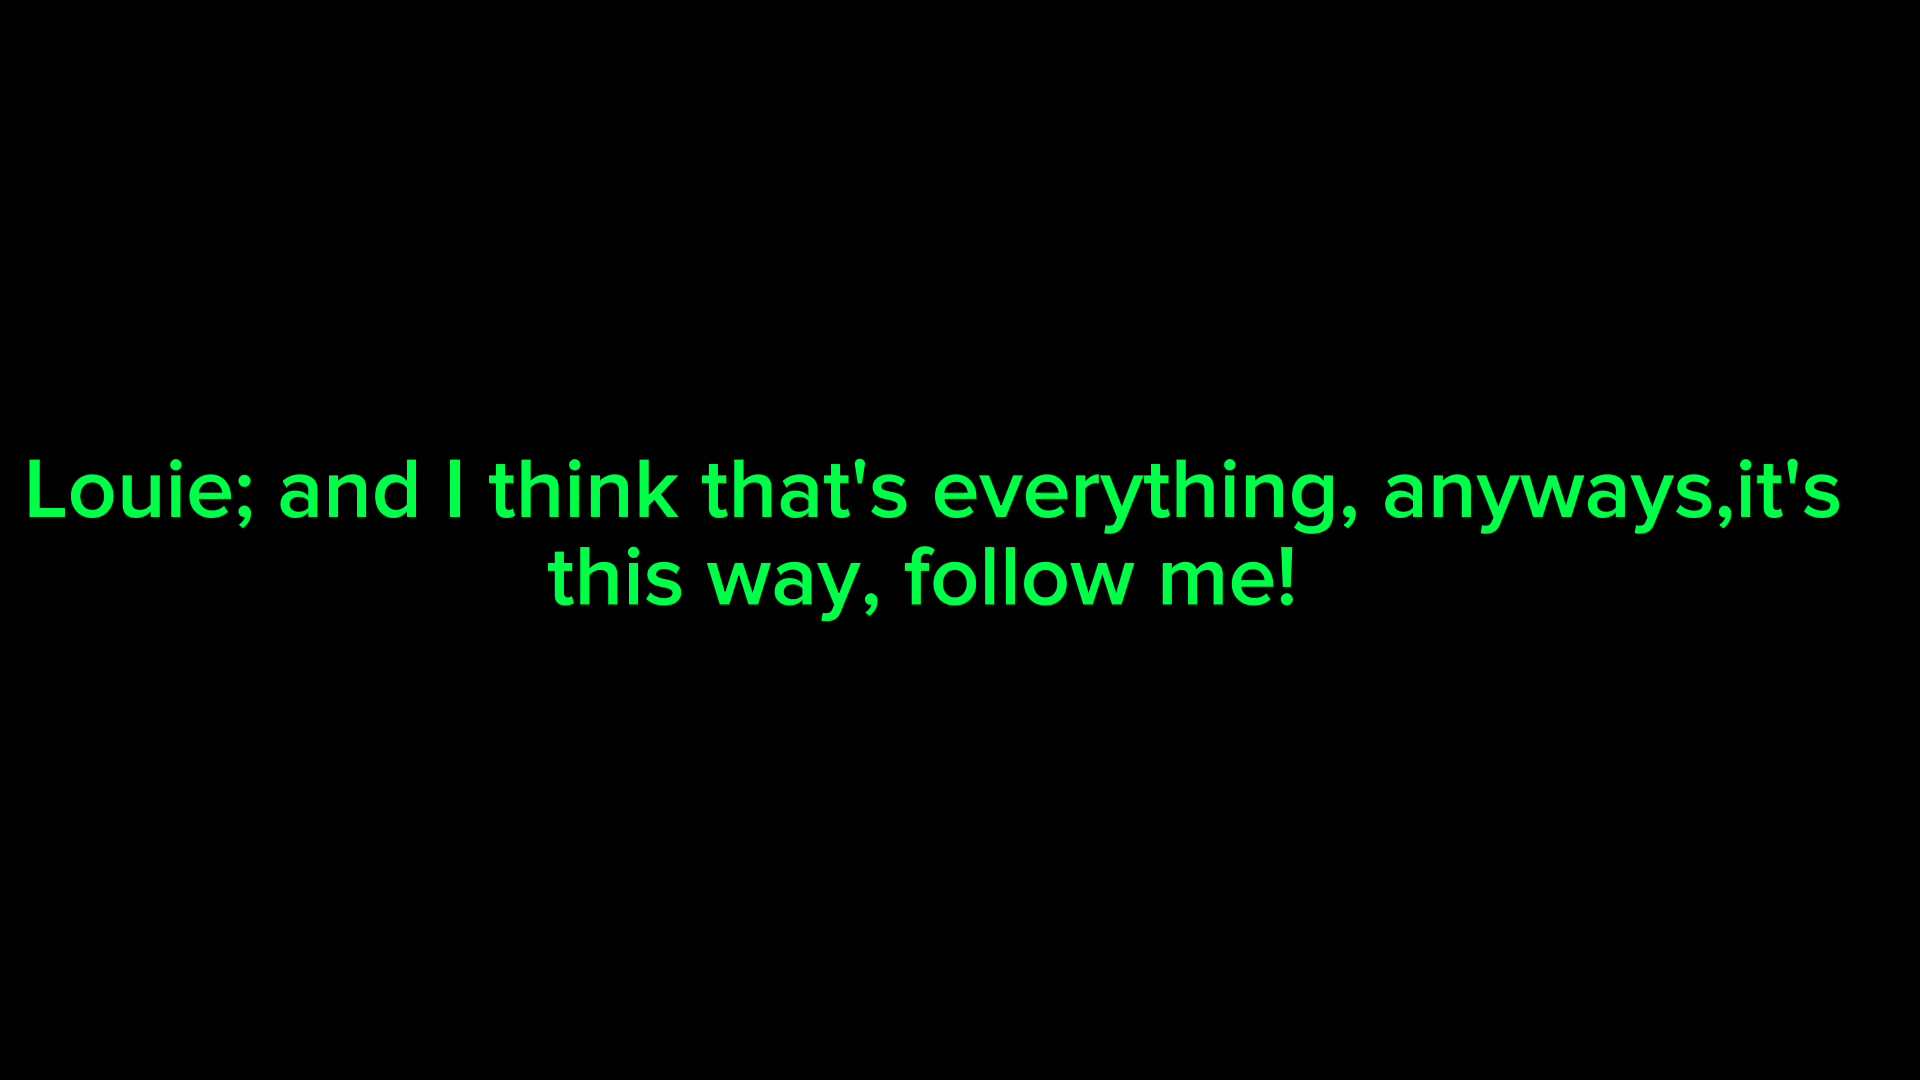 Louie; and I think that's everything, anyways,it's
this way, follow me!